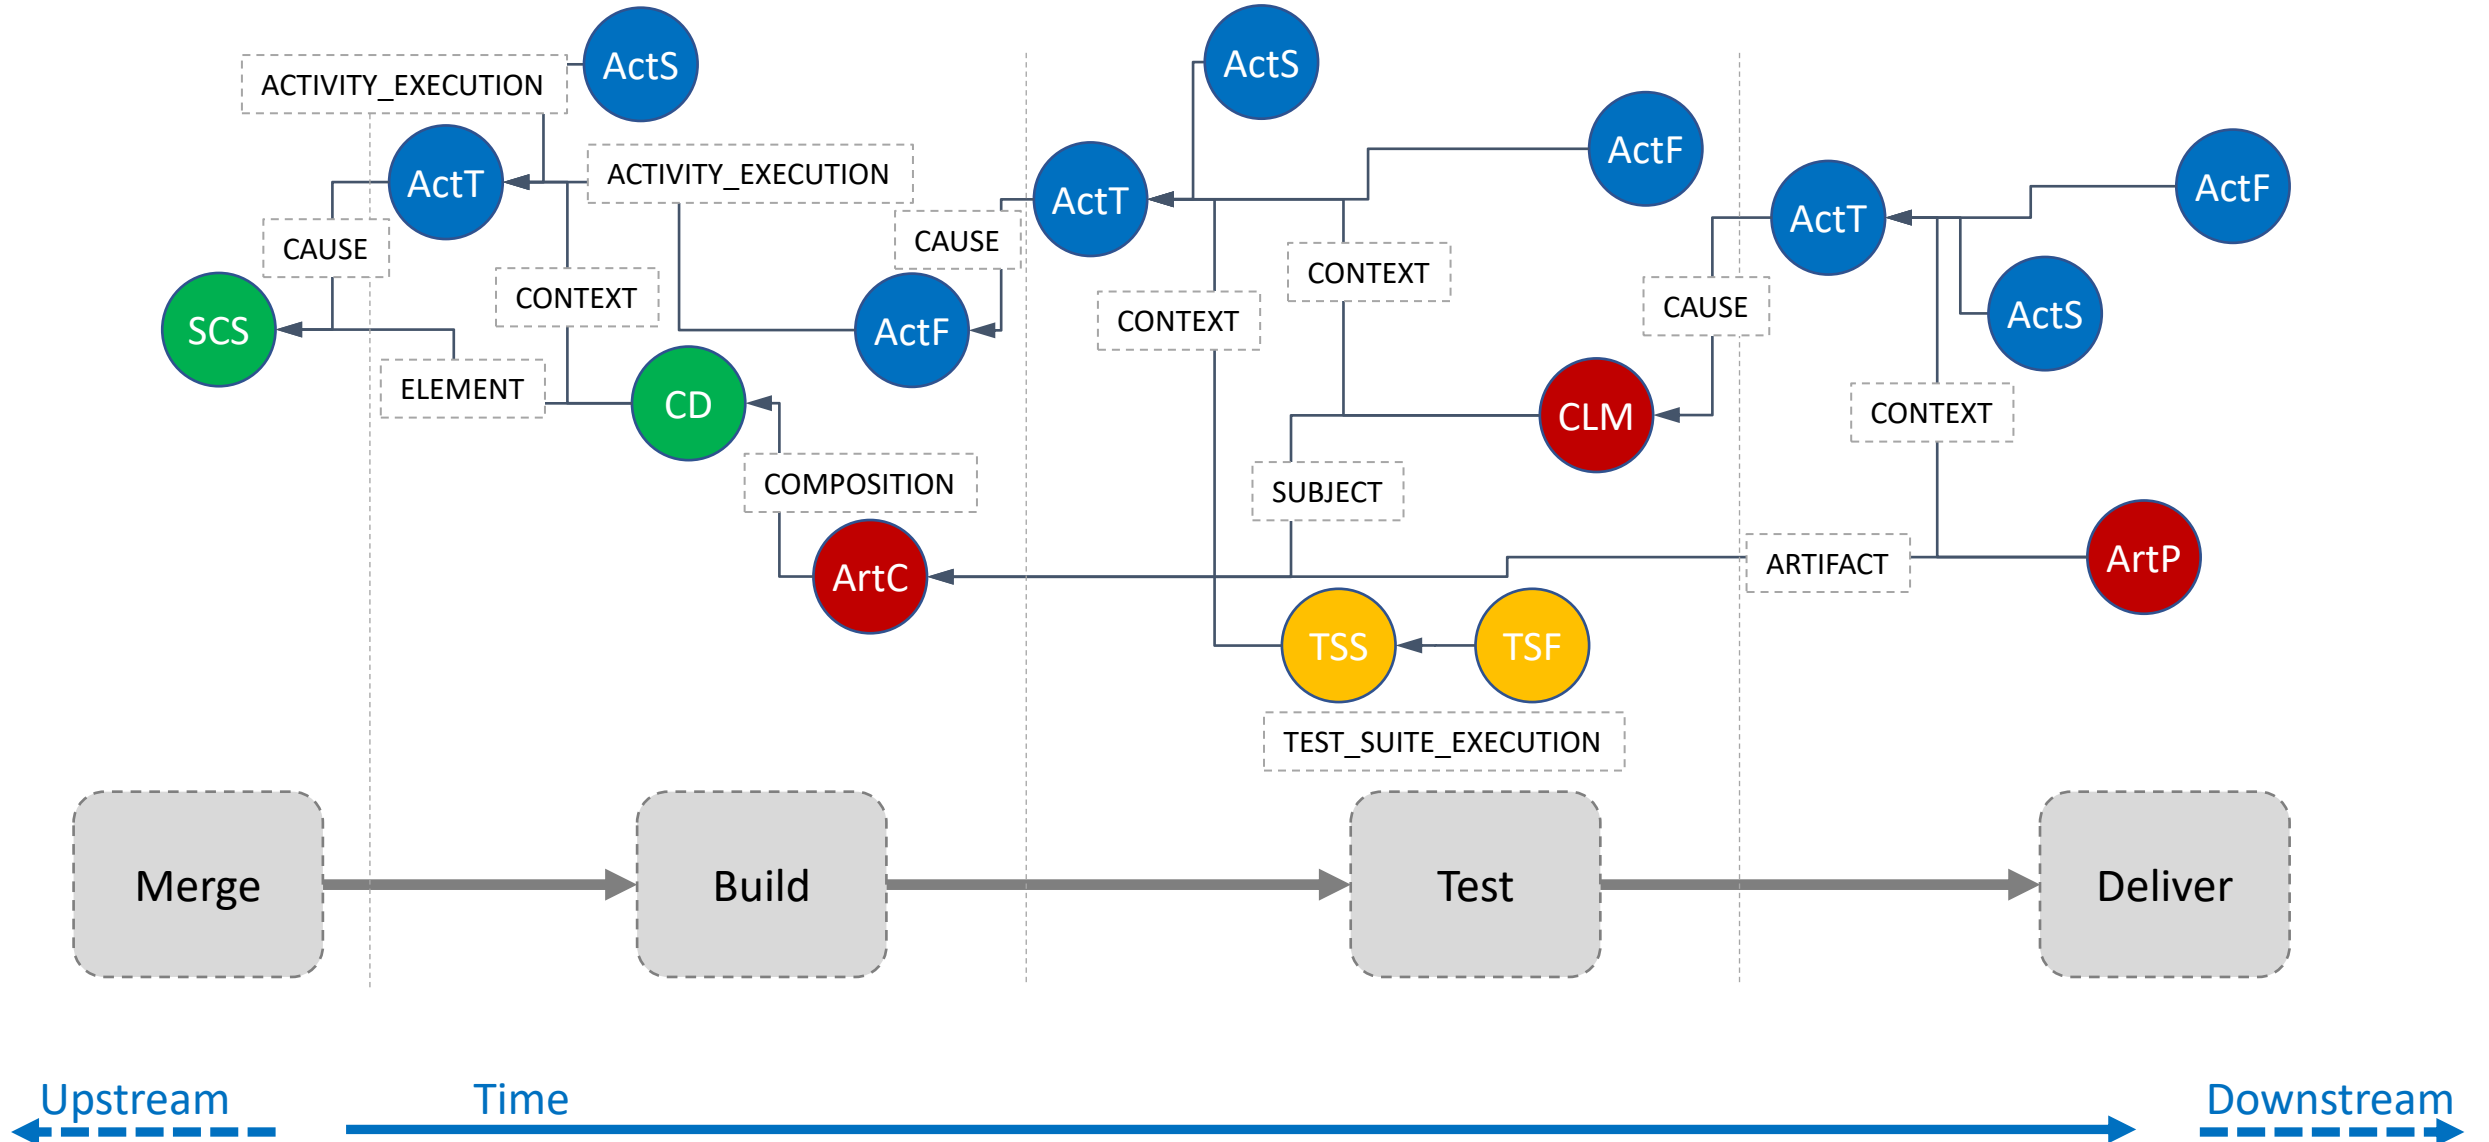 ActS
ActS
ACTIVITY_EXECUTION
ActF
ActT
ACTIVITY_EXECUTION
ActT
ActT
ActF
CAUSE
CAUSE
CONTEXT
CONTEXT
CAUSE
ActS
SCS
ActF
CONTEXT
ELEMENT
CD
CLM
CONTEXT
COMPOSITION
SUBJECT
ArtC
ARTIFACT
ArtP
TSS
TSF
TEST_SUITE_EXECUTION
Merge
Build
Test
Deliver
Upstream
Time
Downstream